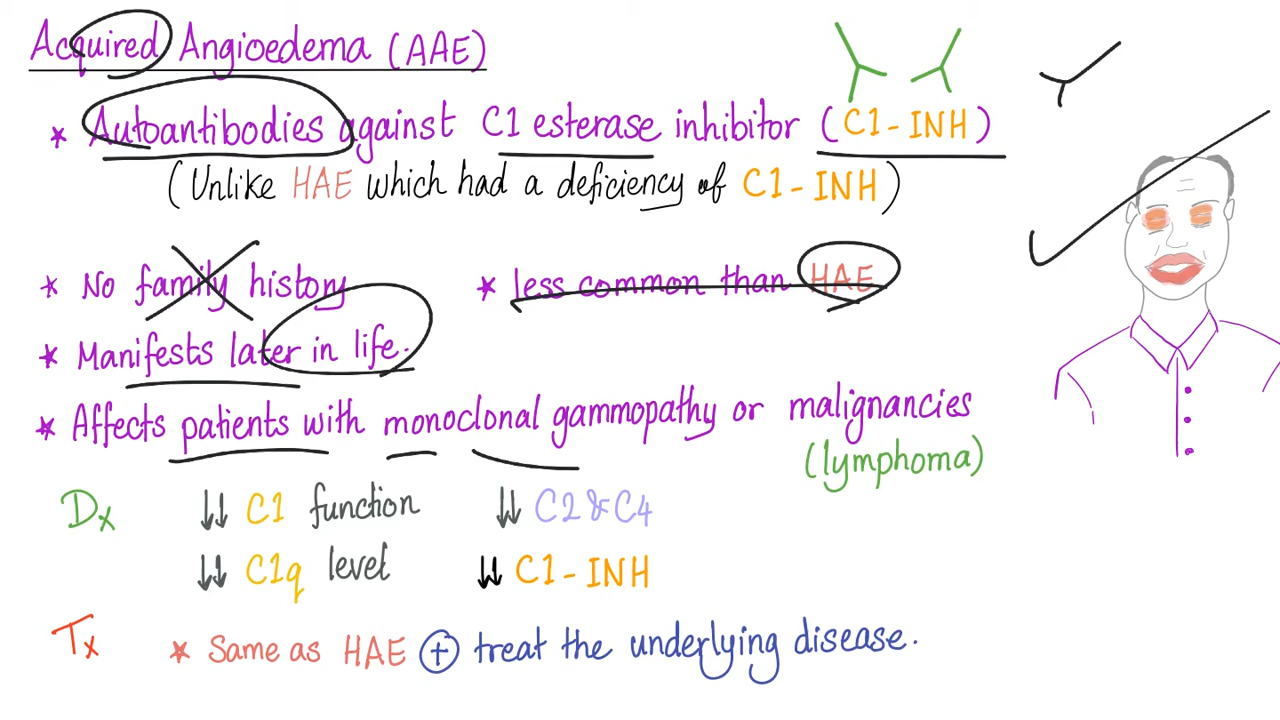 Acquired Angioedema (AAE)
* Autoantibodies against C1 esterase inhibitor (C1-INH)
(Unlike HAE which had a deficiency of C1-INH)
* No family history
* less common than HAE
* Manifests later in life.
* Affects patients with monoclonal gammopathy or malignancies
(lymphoma)
Dx ↓↓ C1 function ↓↓ C2 & C4
↓↓ C1q level ↓↓ C1-INH
Tx * Same as HAE ⊕ treat the underlying disease.